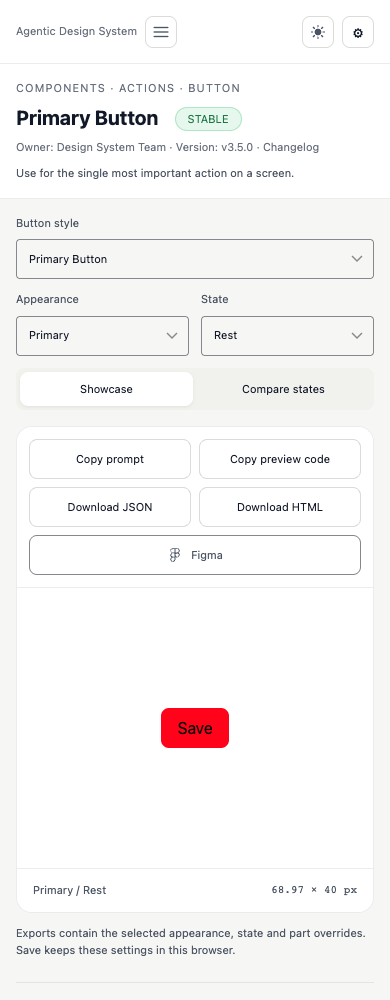 Agentic Design System
COMPONENTS · ACTIONS · BUTTON
Primary Button STABLE
Owner: Design System Team · Version: v3.5.0 · Changelog
Use for the single most important action on a screen.
Button style
Primary Button
Appearance State
Primary Rest
Showcase Compare states
Copy prompt Copy preview code
Download JSON Download HTML
Figma
Save
Primary / Rest 68.97 × 40 px
Exports contain the selected appearance, state and part overrides.
Save keeps these settings in this browser.